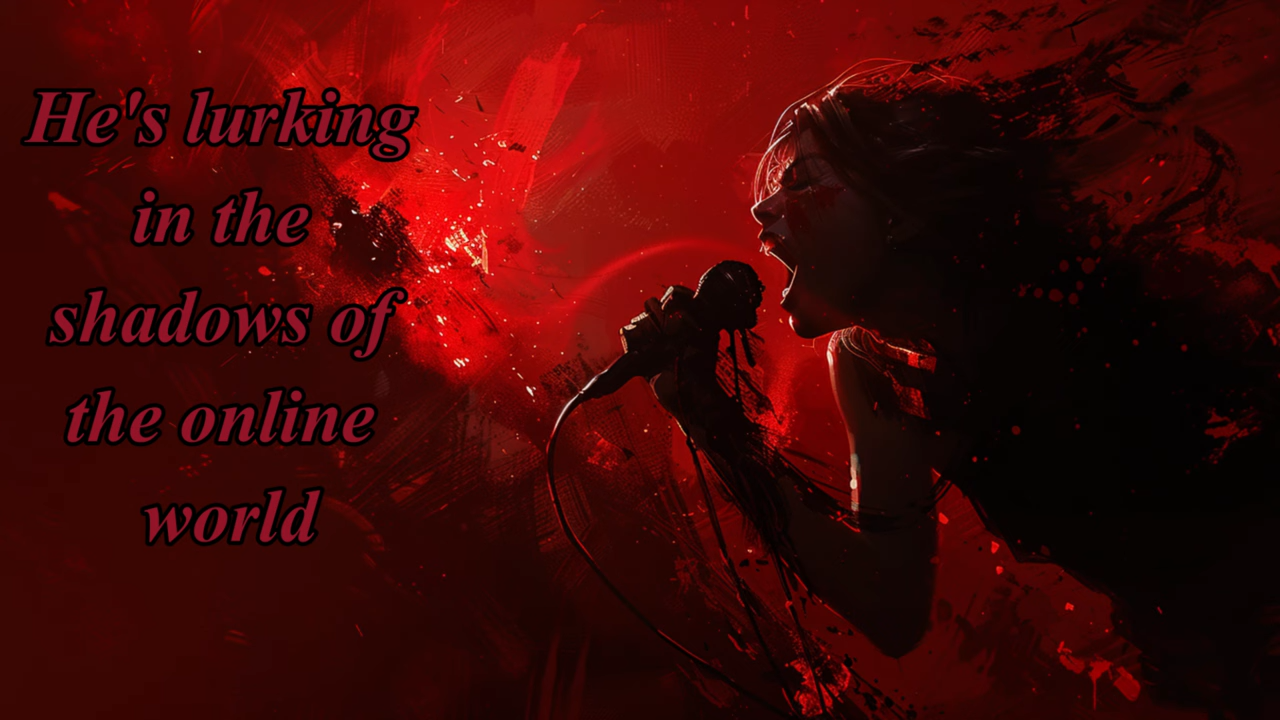 He's lurking
in the
shadows of
the online
world